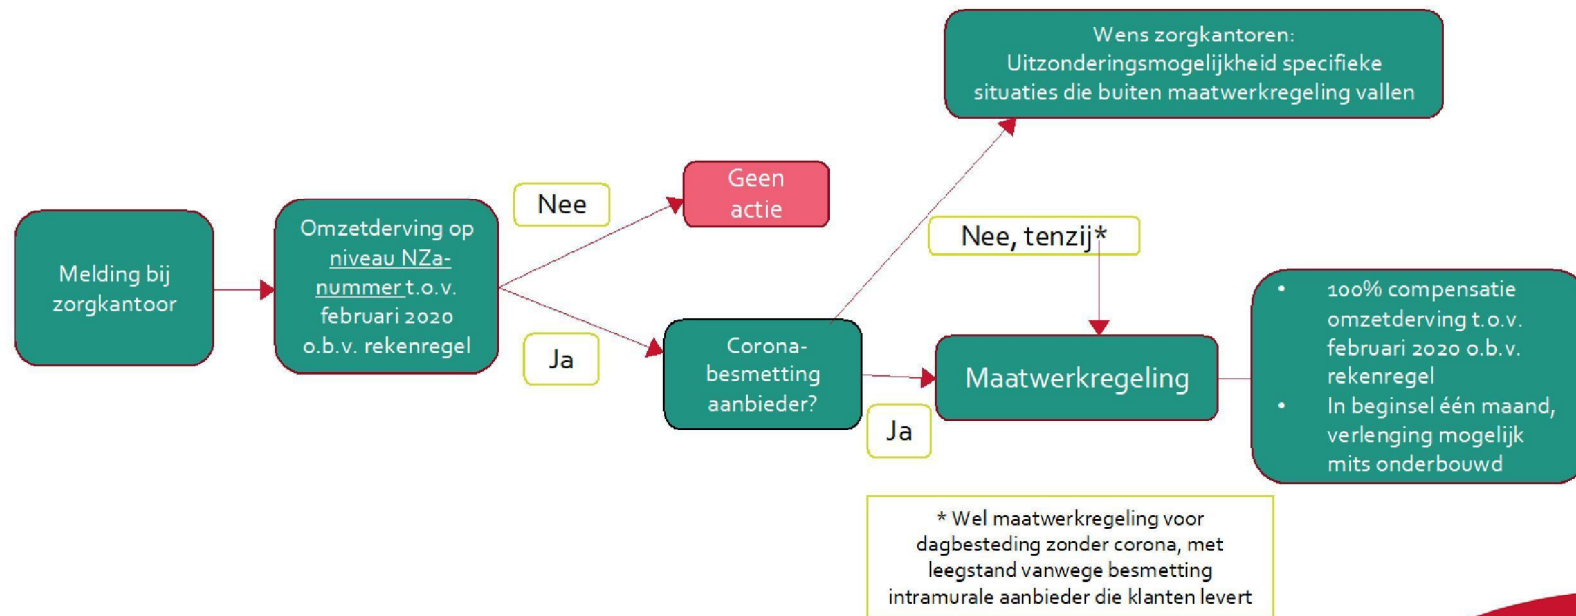 Wens zorgkantoren:
Uitzonderingsmogelijkheid specifieke
situaties die buiten maatwerkregeling vallen
Melding bij
zorgkantoor
Omzetderving op
niveau NZa-
nummer t.o.v.
februari 2020
o.b.v. rekenregel
Nee
Geen
actie
Ja
Corona-
besmetting
aanbieder?
Nee, tenzij*
Ja
Maatwerkregeling
• 100% compensatie
omzetderving t.o.v.
februari 2020 o.b.v.
rekenregel
• In beginsel één maand,
verlenging mogelijk
mits onderbouwd
* Wel maatwerkregeling voor
dagbesteding zonder corona, met
leegstand vanwege besmetting
intramurale aanbieder die klanten levert